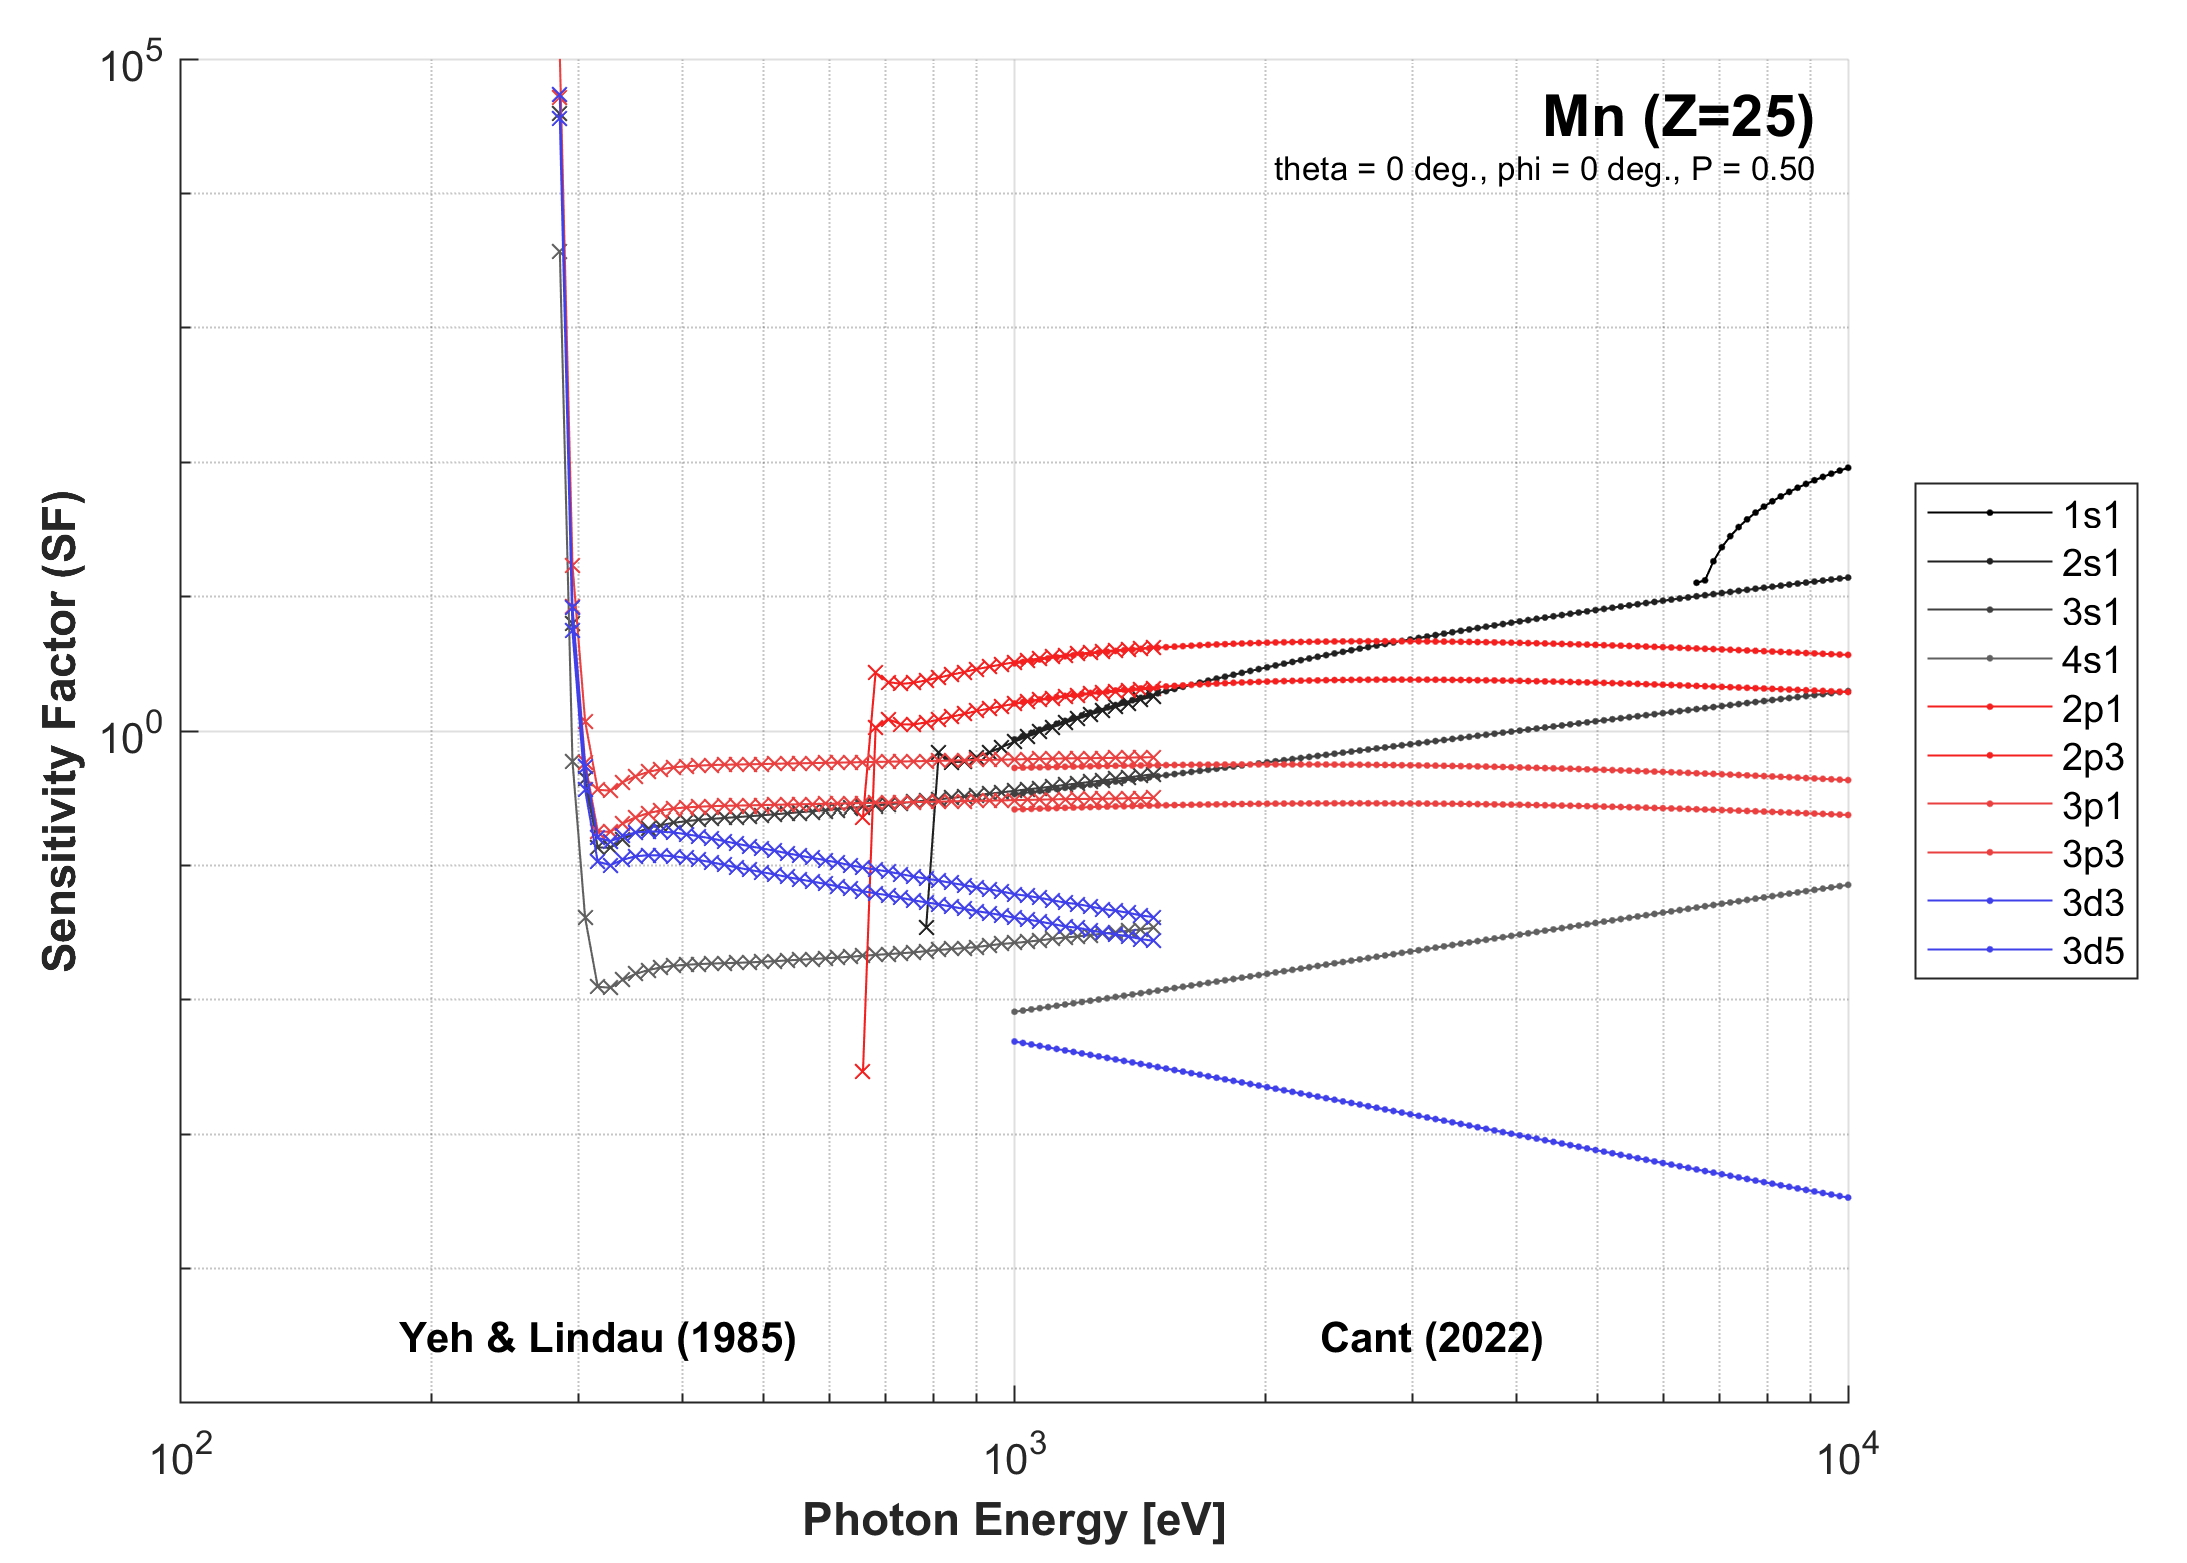 10^5
Mn (Z=25)
theta = 0 deg., phi = 0 deg., P = 0.50
Sensitivity Factor (SF)
10^0
1s1
2s1
3s1
4s1
2p1
2p3
3p1
3p3
3d3
3d5
Yeh & Lindau (1985)
Cant (2022)
10^2
10^3
10^4
Photon Energy [eV]